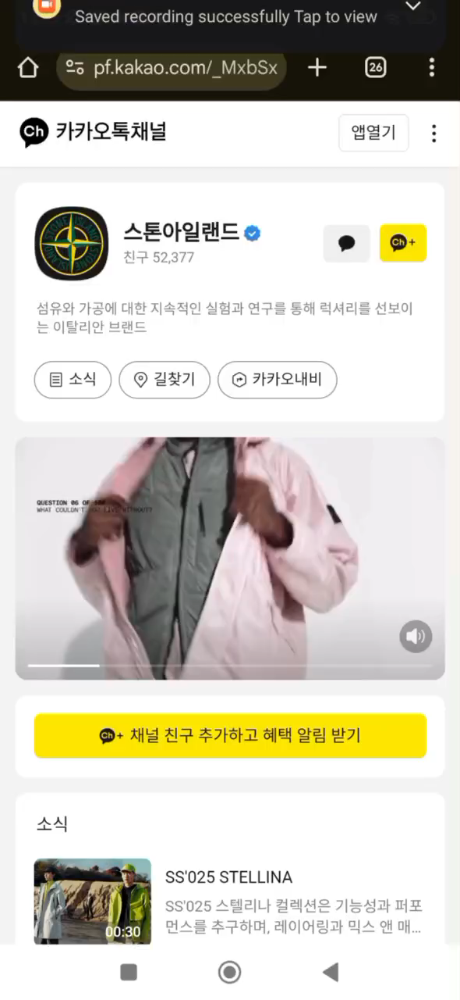 Saved recording successfully Tap to view
pf.kakao.com/_MxbSx
26
Ch 카카오톡채널
앱열기
STONE ISLAND
스톤아일랜드
친구 52,377
Ch+
섬유와 가공에 대한 지속적인 실험과 연구를 통해 럭셔리를 선보이
는 이탈리안 브랜드
소식
길찾기
카카오내비
QUESTION 06 OF 100
WHAT COULDN'T YOU LIVE WITHOUT?
Ch+ 채널 친구 추가하고 혜택 알림 받기
소식
SS'025 STELLINA
SS'025 스텔리나 컬렉션은 기능성과 퍼포
먼스를 추구하며, 레이어링과 믹스 앤 매...
00:30